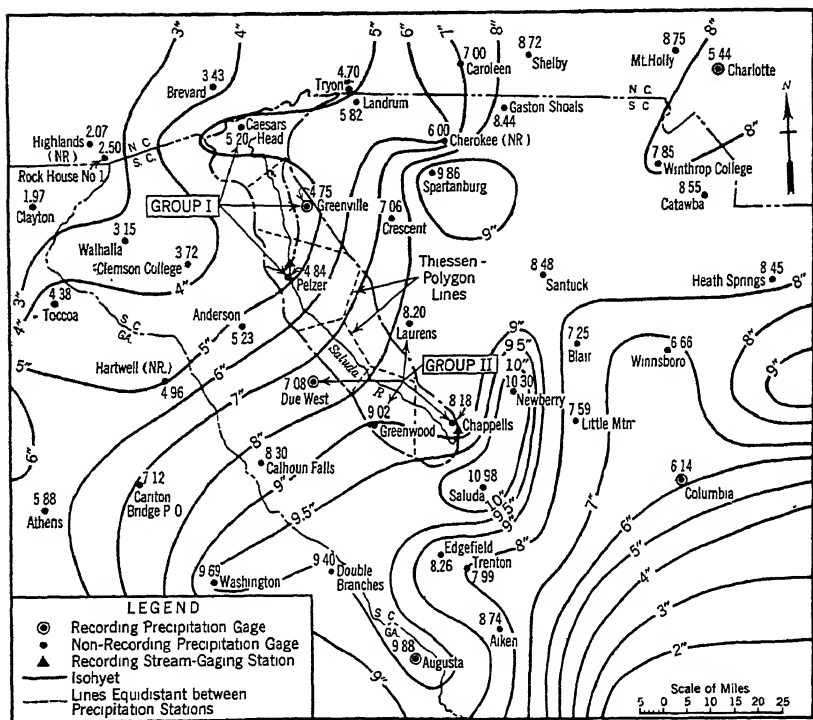 3"
4"
5"
6"
8"
8 72
Shelby
8 75
Mt. Holly
8"
5 44
Charlotte
7 00
Caroleen
3 43
Brevard
4.70
Tryon
Landrum
5 82
N. C.
S. C.
Gaston Shoals
8.44
N
Highlands
(NR)
2.07
2.50
N. C.
S. C.
Rock House No 1
Caesars
Head
5 20
6 00
Cherokee (NR)
8"
7 85
Winthrop College
8 55
Catawba
1.97
Clayton
GROUP I
4 75
Greenville
9 86
Spartanburg
7 06
Crescent
9"
3 15
Walhalla
3 72
Clemson College
4 84
Pelzer
Thiessen-
Polygon
Lines
8 48
Santuck
Heath Springs
8 45
8"
3"
4"
4"
4 38
Toccoa
S. C.
GA.
Anderson
5 23
5"
6"
8.20
Laurens
9"
9 5"
10"
7 25
Blair
6 66
Winnsboro
8"
9"
5"
Hartwell (NR.)
4 96
7"
Saluda
R
7 08
Due West
GROUP II
10 30
Newberry
8 18
Chappells
9 02
Greenwood
7 59
Little Mtn
6"
8"
8 30
Calhoun Falls
7 12
Carlton
Bridge P O
5 88
Athens
9"
9.5"
10 98
Saluda
10"
9.5"
9"
8"
7"
6 14
Columbia
6"
5"
4"
3"
2"
9 69
Washington
9 40
Double
Branches
Edgefield
8.26
Trenton
7 99
8 74
Aiken
S. C.
GA.
9 88
Augusta
9"
LEGEND
Recording Precipitation Gage
Non-Recording Precipitation Gage
Recording Stream-Gaging Station
Isohyet
Lines Equidistant between
Precipitation Stations
Scale of Miles
5 0 5 10 15 20 25